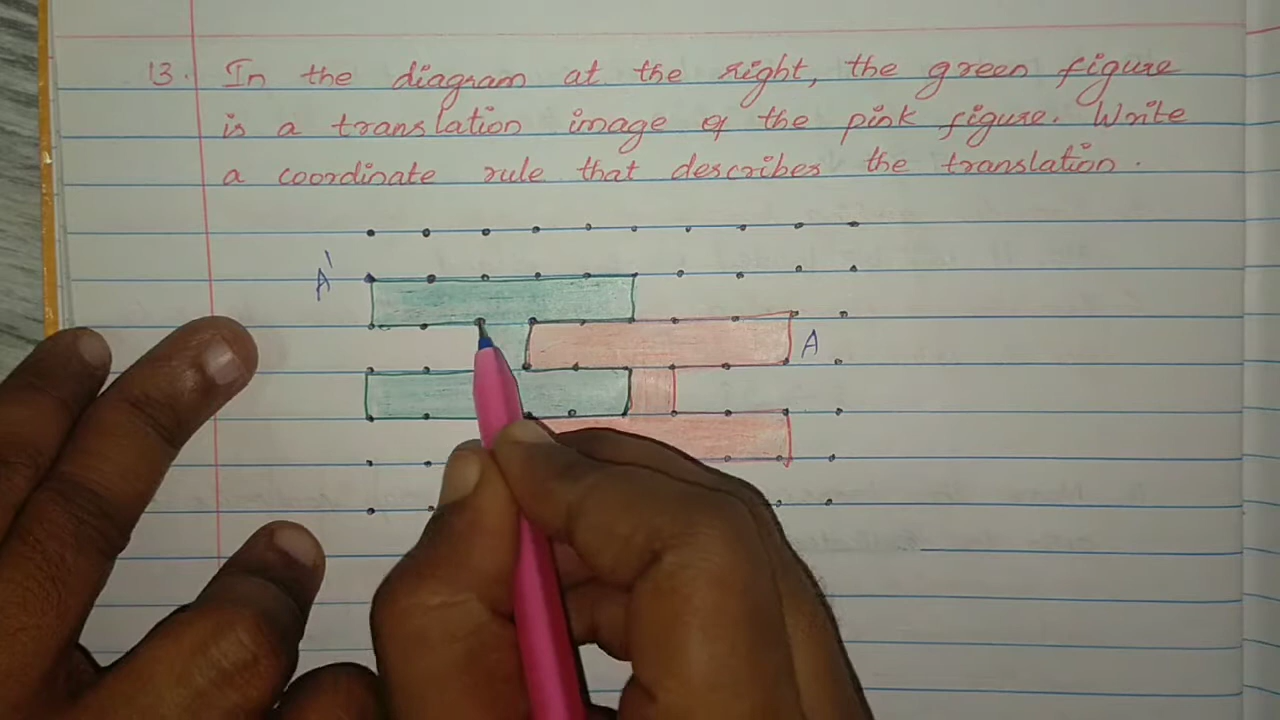 13. In the diagram at the right, the green figure
is a translation image of the pink figure. Write
a coordinate rule that describes the translation.
A'
A